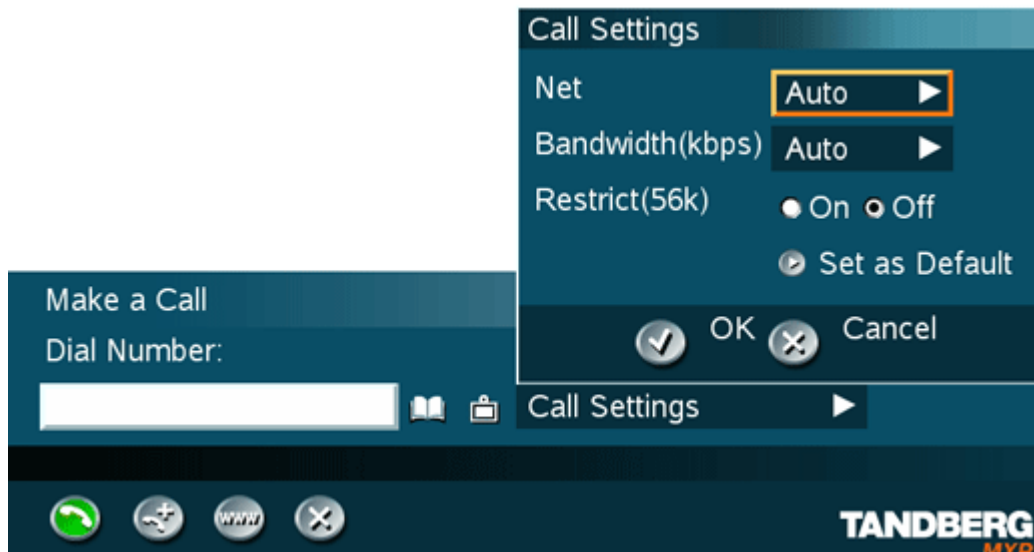 Call Settings
Net Auto
Bandwidth(kbps) Auto
Restrict(56k) On Off
Set as Default
OK Cancel
Make a Call
Dial Number:
Call Settings
www
TANDBERG
MXP